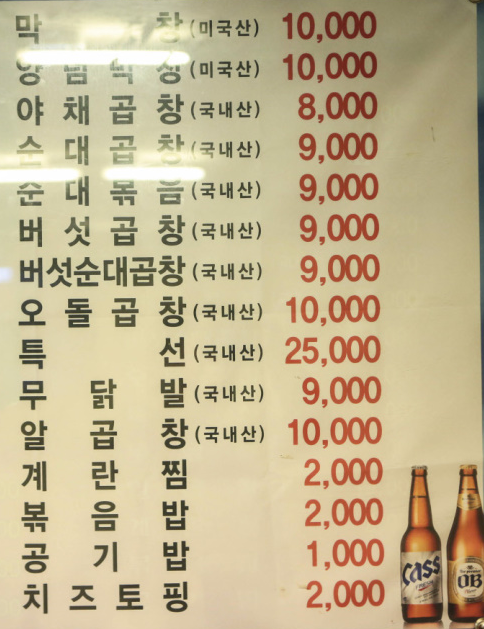 막 창 (미국산) 10,000
양념막창 (미국산) 10,000
야채곱창 (국내산) 8,000
순대곱창 (국내산) 9,000
순대볶음 (국내산) 9,000
버섯곱창 (국내산) 9,000
버섯순대곱창 (국내산) 9,000
오돌곱창 (국내산) 10,000
특 선 (국내산) 25,000
무닭발 (국내산) 9,000
알곱창 (국내산) 10,000
계란찜 2,000
볶음밥 2,000
공기밥 1,000
치즈토핑 2,000
Cass
OB